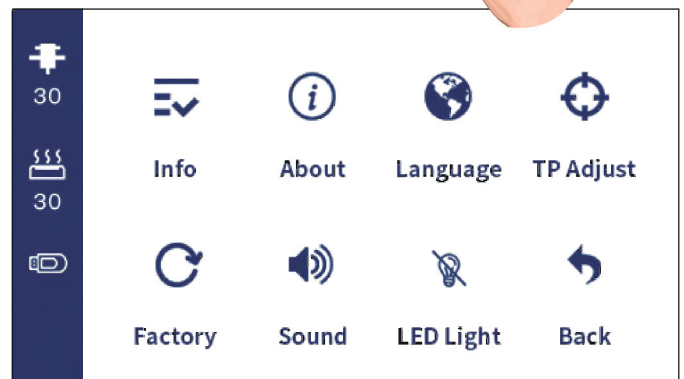 30
30
Info
About
Language
TP Adjust
Factory
Sound
LED Light
Back